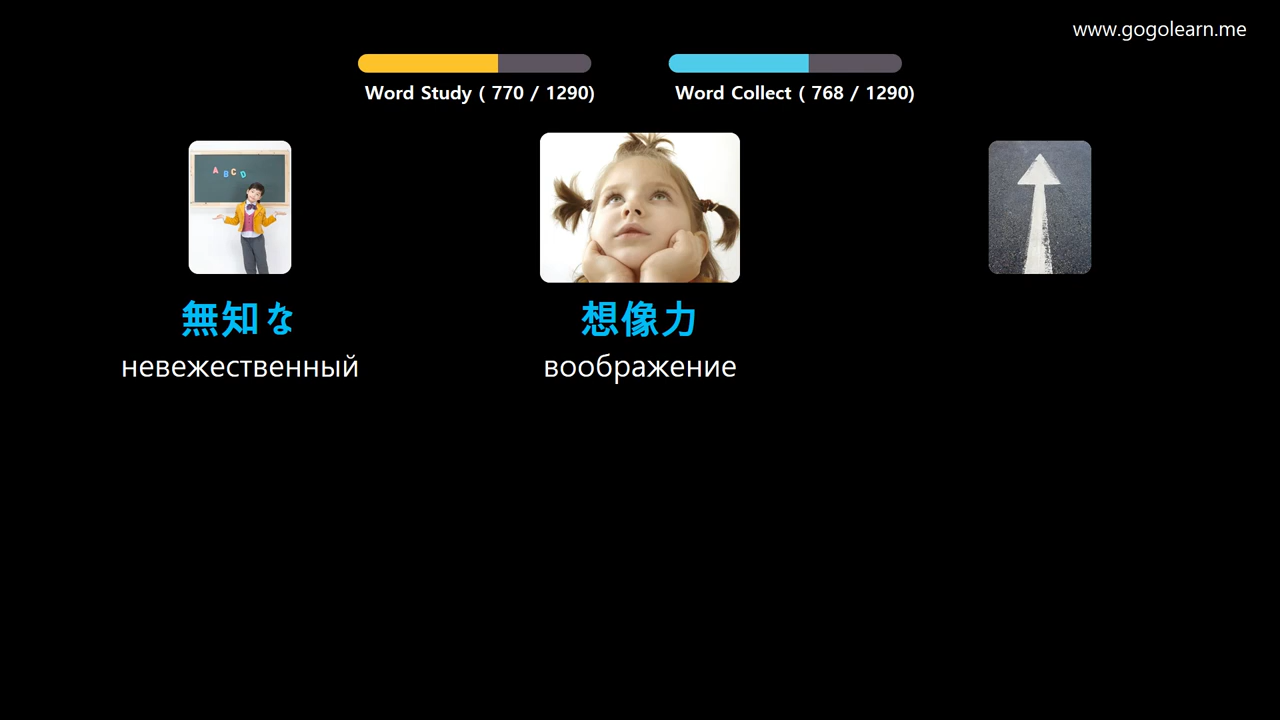 www.gogolearn.me
Word Study ( 770 / 1290)
Word Collect ( 768 / 1290)
A B C D
無知な
想像力
невежественный
воображение